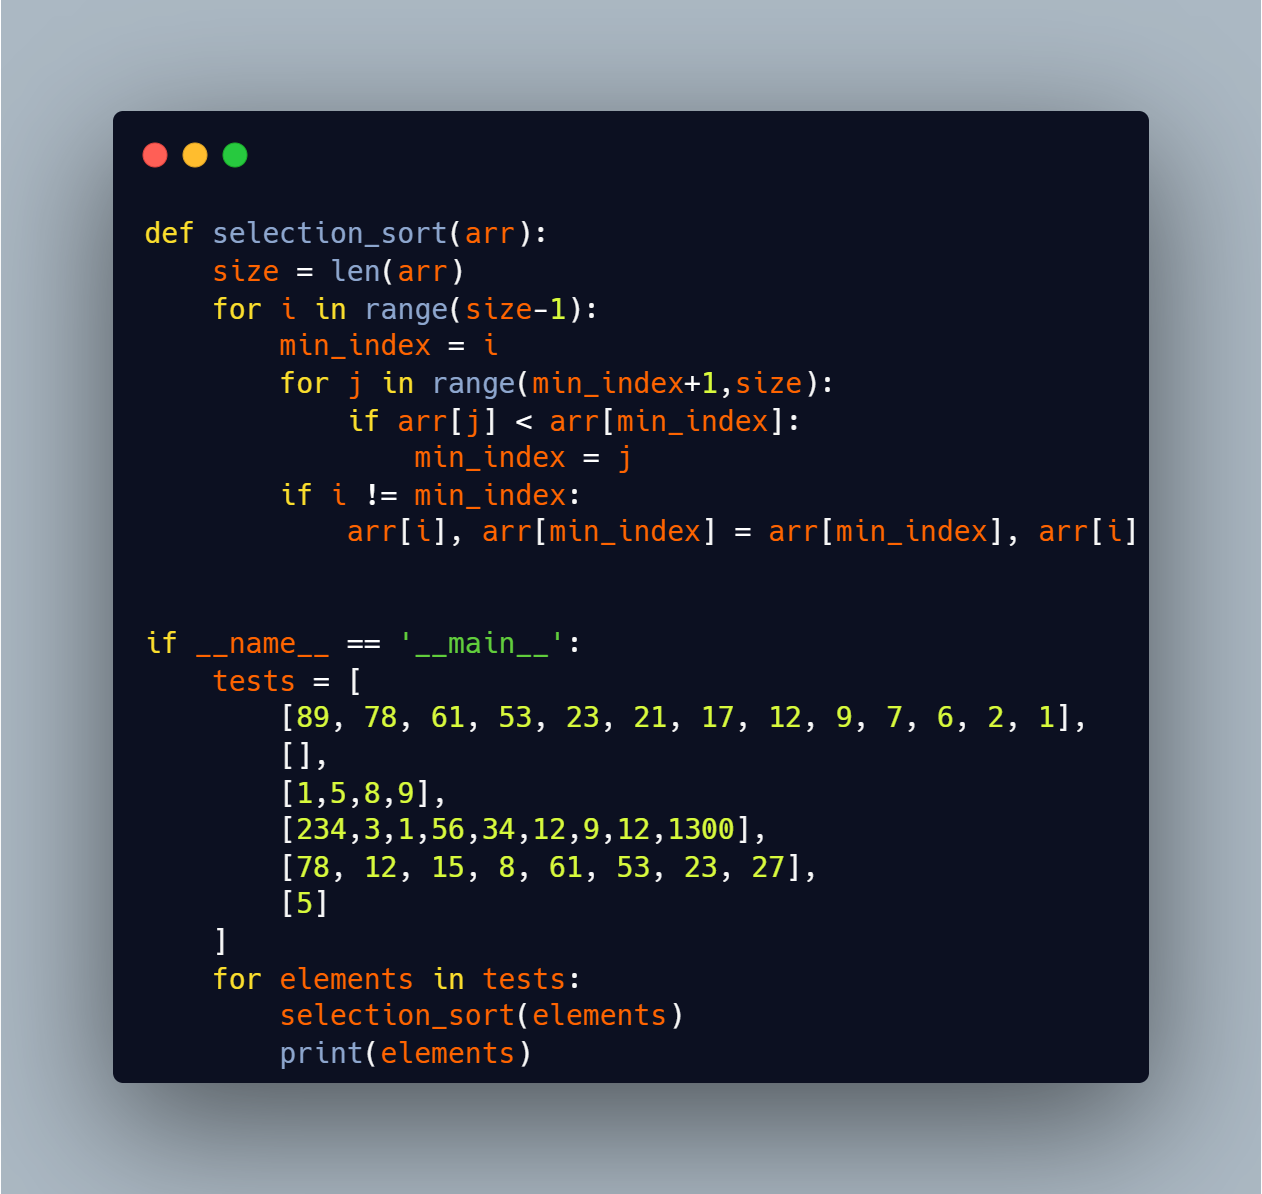 def selection_sort(arr):
    size = len(arr)
    for i in range(size-1):
        min_index = i
        for j in range(min_index+1,size):
            if arr[j] < arr[min_index]:
                min_index = j
        if i != min_index:
            arr[i], arr[min_index] = arr[min_index], arr[i]


if __name__ == '__main__':
    tests = [
        [89, 78, 61, 53, 23, 21, 17, 12, 9, 7, 6, 2, 1],
        [],
        [1,5,8,9],
        [234,3,1,56,34,12,9,12,1300],
        [78, 12, 15, 8, 61, 53, 23, 27],
        [5]
    ]
    for elements in tests:
        selection_sort(elements)
        print(elements)